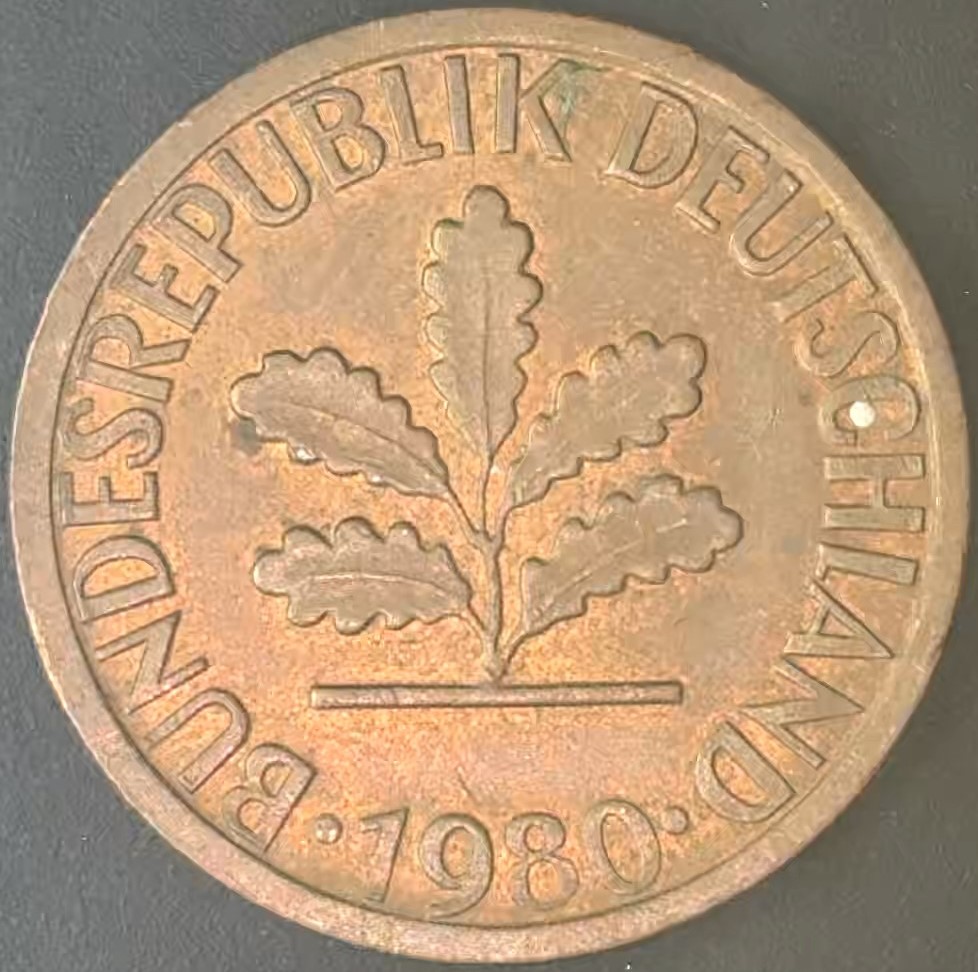 BUNDESREPUBLIK DEUTSCHLAND
· 1980 ·